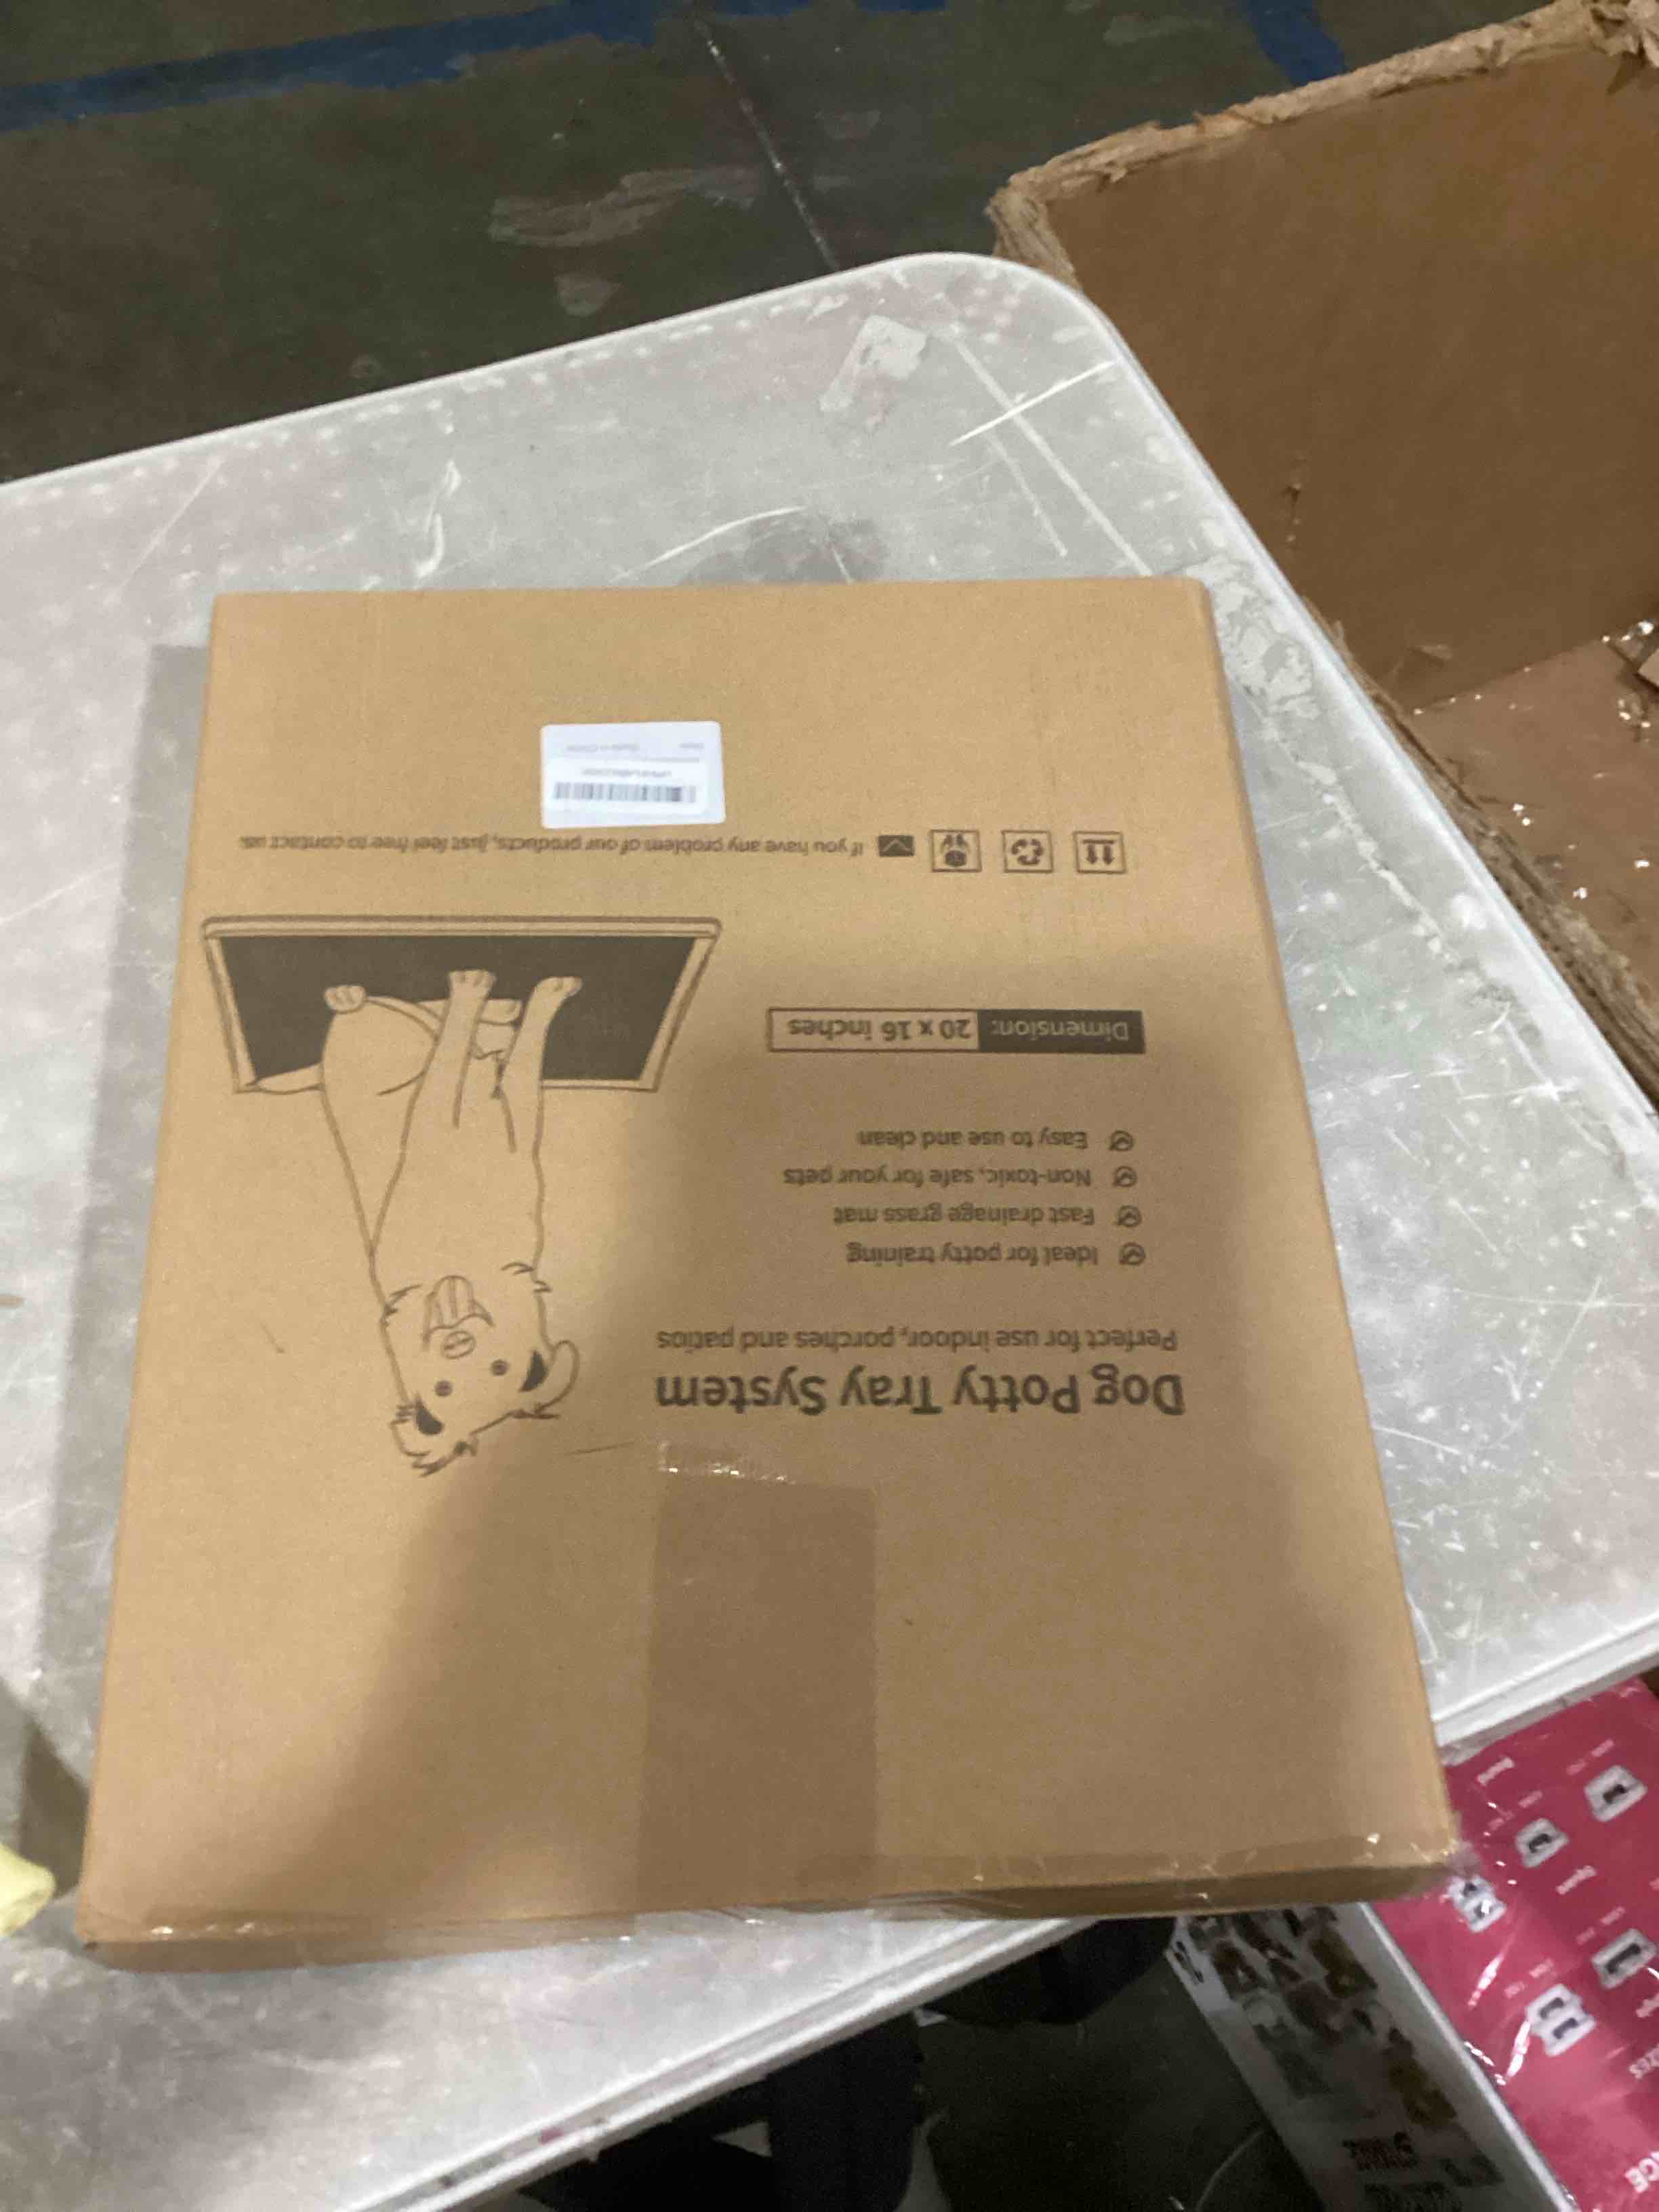 Dog Potty Tray System
Perfect for use indoor, porches and patios
Ideal for potty training
Fast drainage grass mat
Non-toxic, safe for your pets
Easy to use and clean
Dimension: 20 x 16 inches
If you have any problem of our products, just feel free to contact us.